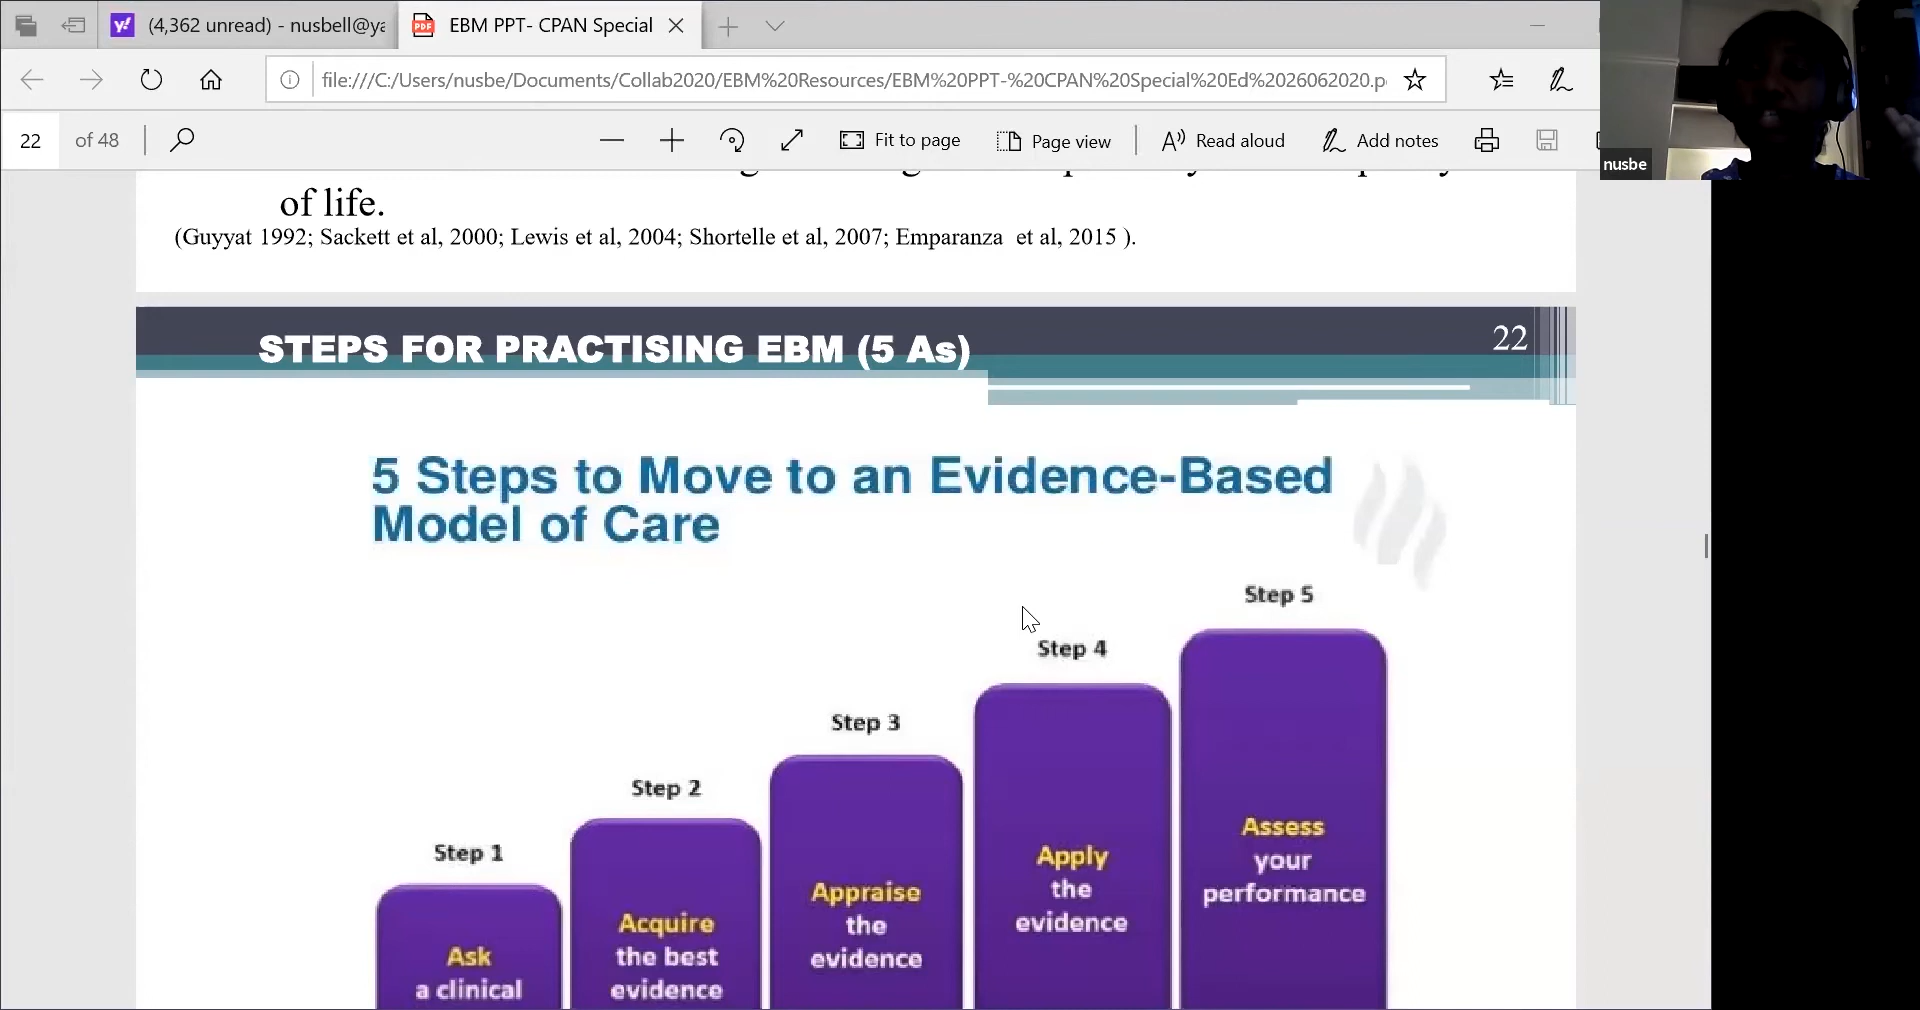 (4,362 unread) - nusbell@ya
EBM PPT- CPAN Special
file:///C:/Users/nusbe/Documents/Collab2020/EBM%20Resources/EBM%20PPT-%20CPAN%20Special%20Ed%2026062020.p
22 of 48
Fit to page
Page view
Read aloud
Add notes
nusbe
of life.
(Guyyat 1992; Sackett et al, 2000; Lewis et al, 2004; Shortelle et al, 2007; Emparanza et al, 2015 ).
STEPS FOR PRACTISING EBM (5 As)
22
5 Steps to Move to an Evidence-Based
Model of Care
Step 1
Ask
a clinical
Step 2
Acquire
the best
evidence
Step 3
Appraise
the
evidence
Step 4
Apply
the
evidence
Step 5
Assess
your
performance